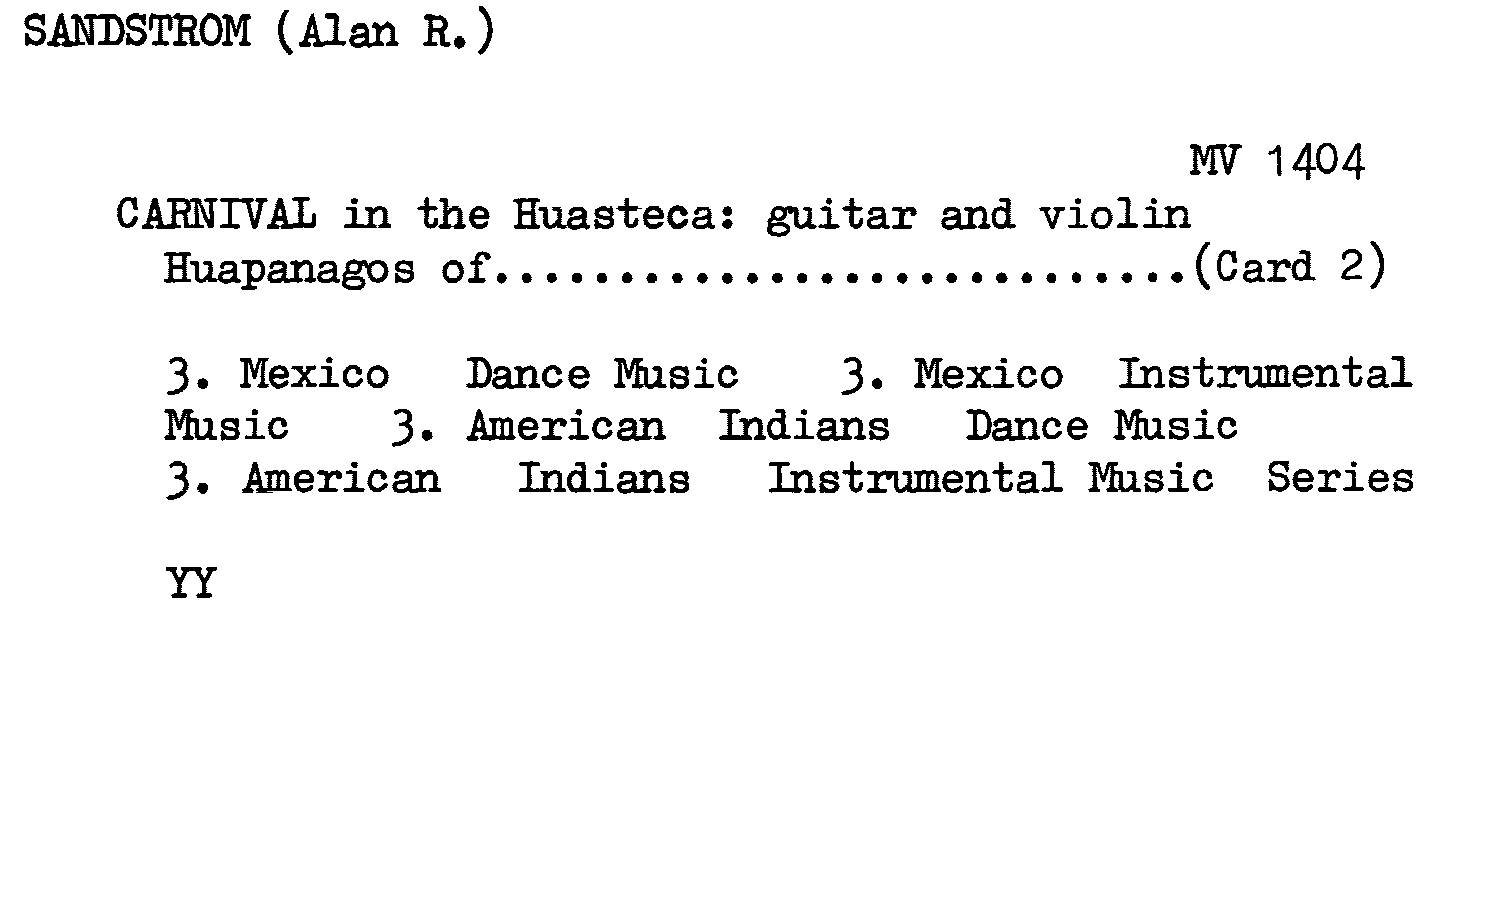 SANDSTROM (Alan R.)
MV 1404
CARNIVAL in the Huasteca: guitar and violin
Huapanagos of............................(Card 2)
3. Mexico Dance Music 3. Mexico Instrumental
Music 3. American Indians Dance Music
3. American Indians Instrumental Music Series
YY